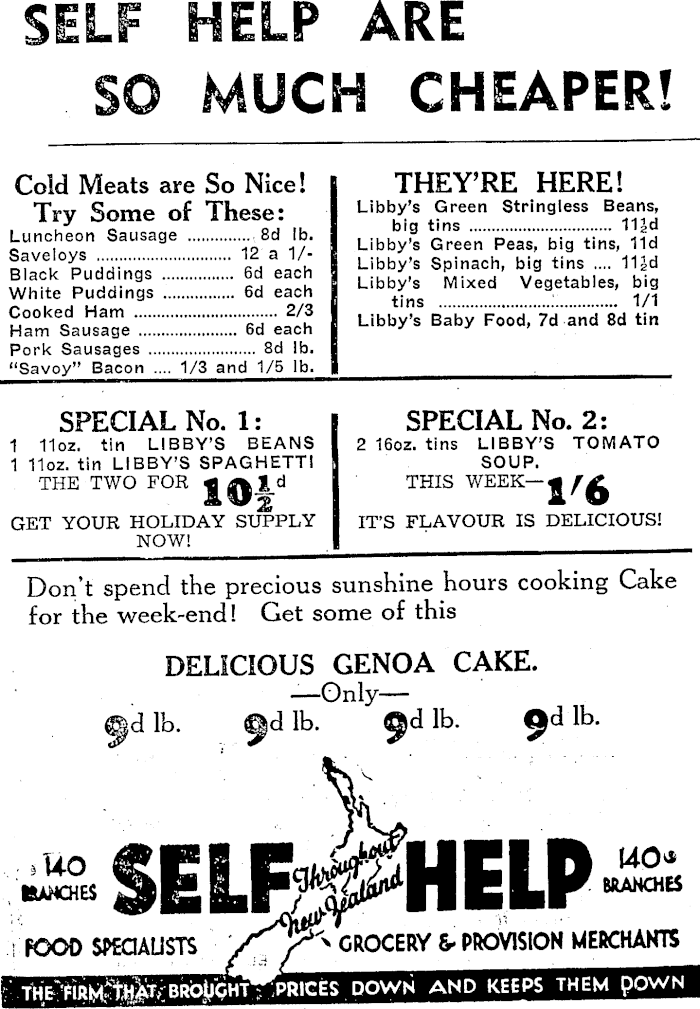 SELF HELP ARE
SO MUCH CHEAPER!
Cold Meats are So Nice!
Try Some of These:
Luncheon Sausage .............. 8d lb.
Saveloys .............................. 12 a 1/-
Black Puddings ................ 6d each
White Puddings ................ 6d each
Cooked Ham ................................ 2/3
Ham Sausage ...................... 6d each
Pork Sausages ........................ 8d lb.
"Savoy" Bacon .... 1/3 and 1/5 lb.
THEY'RE HERE!
Libby's Green Stringless Beans,
big tins ................................ 11½d
Libby's Green Peas, big tins, 11d
Libby's Spinach, big tins .... 11½d
Libby's Mixed Vegetables, big
tins ........................................ 1/1
Libby's Baby Food, 7d and 8d tin
SPECIAL No. 1:
1 11oz. tin LIBBY'S BEANS
1 11oz. tin LIBBY'S SPAGHETTI
THE TWO FOR 10½d
GET YOUR HOLIDAY SUPPLY
NOW!
SPECIAL No. 2:
2 16oz. tins LIBBY'S TOMATO
SOUP.
THIS WEEK—1/6
IT'S FLAVOUR IS DELICIOUS!
Don't spend the precious sunshine hours cooking Cake
for the week-end! Get some of this
DELICIOUS GENOA CAKE.
—Only—
9d lb. 9d lb. 9d lb. 9d lb.
140
BRANCHES
SELF
Throughout
New Zealand
HELP
140
BRANCHES
FOOD SPECIALISTS
GROCERY & PROVISION MERCHANTS
THE FIRM THAT BROUGHT PRICES DOWN AND KEEPS THEM DOWN